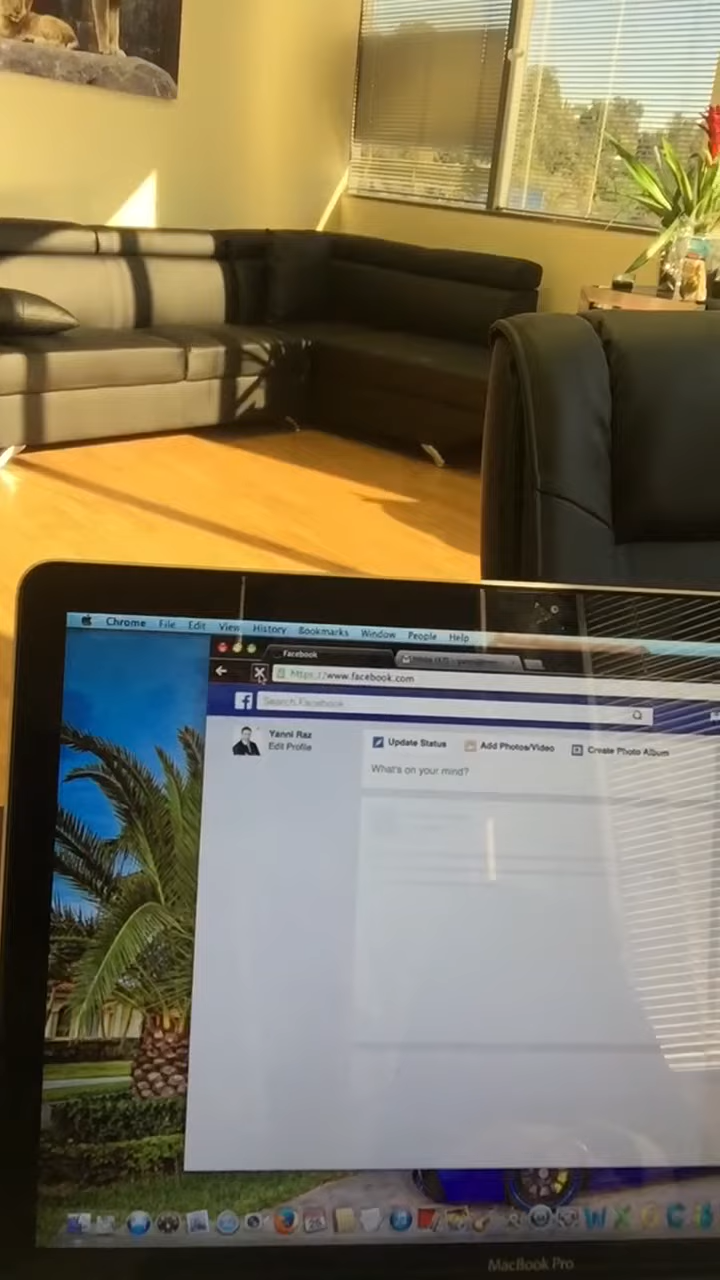 Chrome File Edit View History Bookmarks Window People Help
Facebook
https://www.facebook.com
f Search Facebook
Yanni Raz
Edit Profile
Update Status Add Photos/Video Create Photo Album
What's on your mind?
MacBook Pro